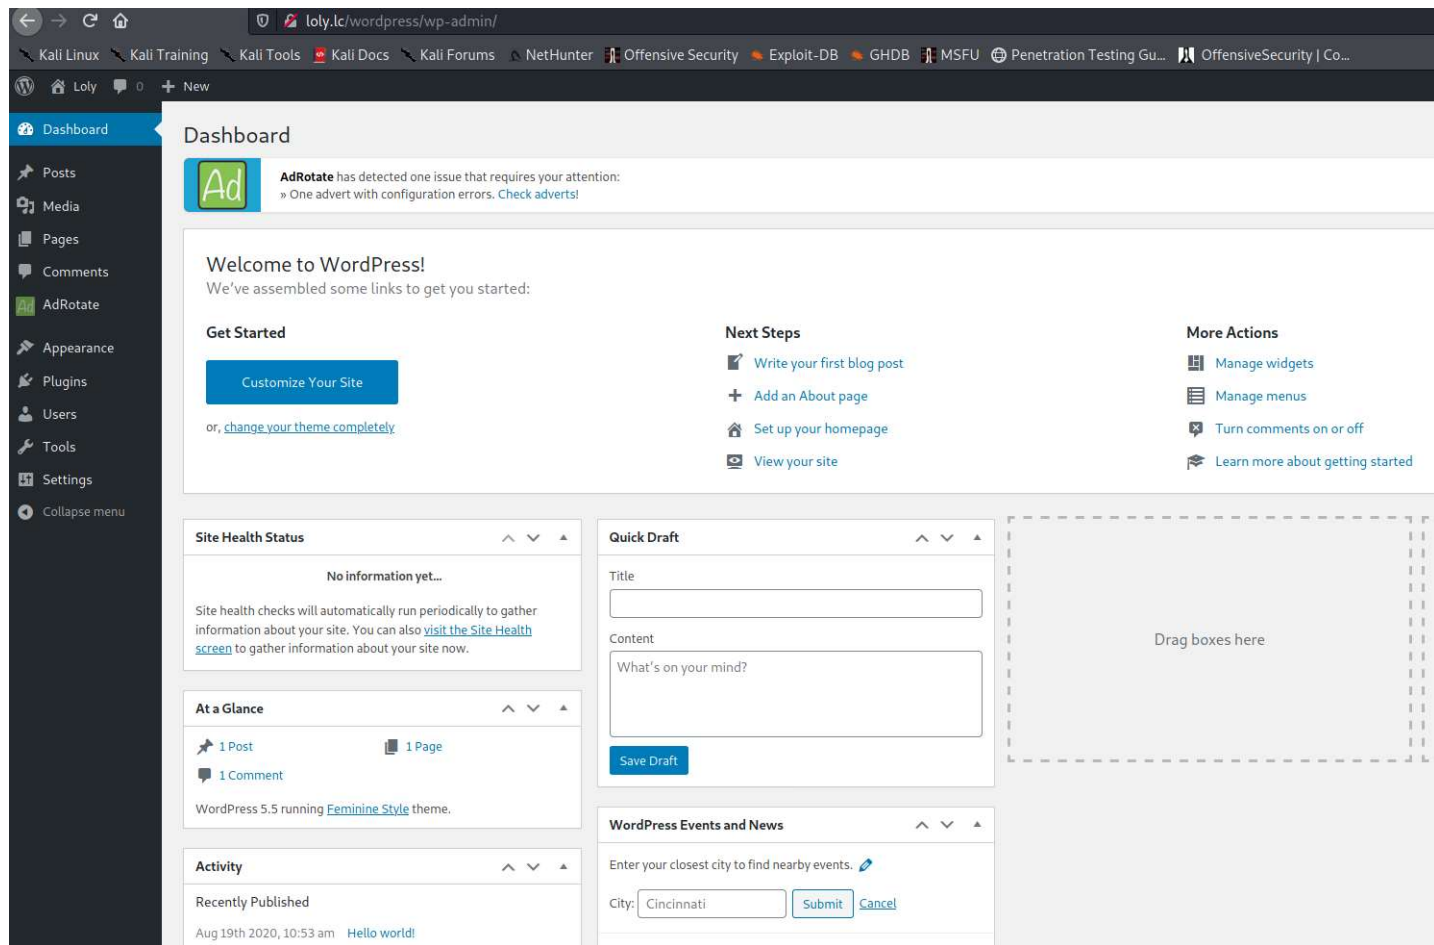 loly.lc/wordpress/wp-admin/
Kali Linux Kali Training Kali Tools Kali Docs Kali Forums NetHunter Offensive Security Exploit-DB GHDB MSFU Penetration Testing Gu... OffensiveSecurity | Co...
Loly 0 + New
Dashboard
Posts
Media
Pages
Comments
AdRotate
Appearance
Plugins
Users
Tools
Settings
Collapse menu
Dashboard
Ad
AdRotate has detected one issue that requires your attention:
» One advert with configuration errors. Check adverts!
Welcome to WordPress!
We've assembled some links to get you started:
Get Started
Customize Your Site
or, change your theme completely
Next Steps
Write your first blog post
Add an About page
Set up your homepage
View your site
More Actions
Manage widgets
Manage menus
Turn comments on or off
Learn more about getting started
Site Health Status
No information yet...
Site health checks will automatically run periodically to gather
information about your site. You can also visit the Site Health
screen to gather information about your site now.
At a Glance
1 Post 1 Page
1 Comment
WordPress 5.5 running Feminine Style theme.
Activity
Recently Published
Aug 19th 2020, 10:53 am Hello world!
Quick Draft
Title
Content
What's on your mind?
Save Draft
WordPress Events and News
Enter your closest city to find nearby events.
City: Cincinnati Submit Cancel
Drag boxes here